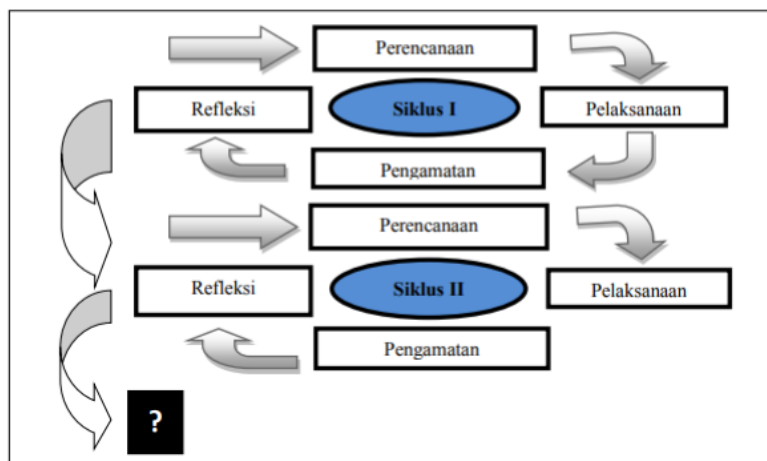 Perencanaan
Refleksi
Siklus I
Pelaksanaan
Pengamatan
Perencanaan
Refleksi
Siklus II
Pelaksanaan
Pengamatan
?